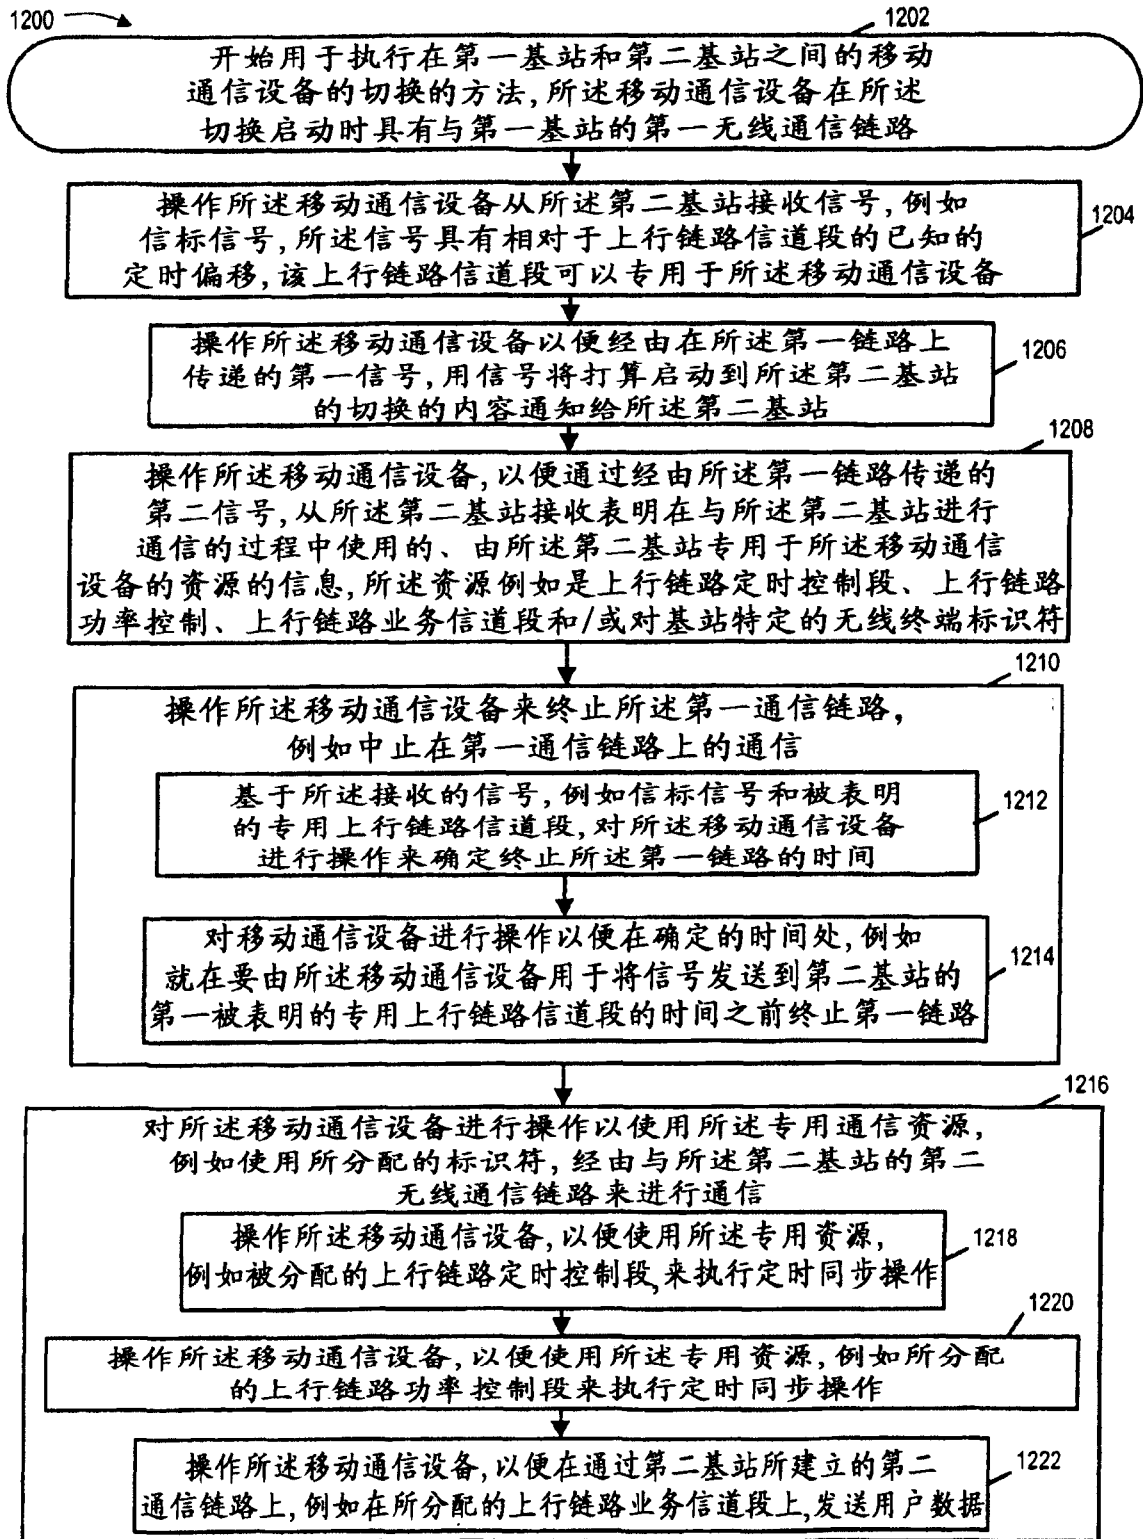 1200
1202
开始用于执行在第一基站和第二基站之间的移动
通信设备的切换的方法,所述移动通信设备在所述
切换启动时具有与第一基站的第一无线通信链路
操作所述移动通信设备从所述第二基站接收信号,例如
信标信号,所述信号具有相对于上行链路信道段的已知的
定时偏移,该上行链路信道段可以专用于所述移动通信设备
1204
操作所述移动通信设备以便经由在所述第一链路上
传递的第一信号,用信号将打算启动到所述第二基站
的切换的内容通知给所述第二基站
1206
1208
操作所述移动通信设备,以便通过经由所述第一链路传递的
第二信号,从所述第二基站接收表明在与所述第二基站进行
通信的过程中使用的、由所述第二基站专用于所述移动通信
设备的资源的信息,所述资源例如是上行链路定时控制段、上行链路
功率控制、上行链路业务信道段和/或对基站特定的无线终端标识符
1210
操作所述移动通信设备来终止所述第一通信链路,
例如中止在第一通信链路上的通信
基于所述接收的信号,例如信标信号和被表明
的专用上行链路信道段,对所述移动通信设备
进行操作来确定终止所述第一链路的时间
1212
对移动通信设备进行操作以便在确定的时间处,例如
就在要由所述移动通信设备用于将信号发送到第二基站的
第一被表明的专用上行链路信道段的时间之前终止第一链路
1214
1216
对所述移动通信设备进行操作以使用所述专用通信资源,
例如使用所分配的标识符,经由与所述第二基站的第二
无线通信链路来进行通信
操作所述移动通信设备,以便使用所述专用资源,
例如被分配的上行链路定时控制段,来执行定时同步操作
1218
1220
操作所述移动通信设备,以便使用所述专用资源,例如所分配
的上行链路功率控制段来执行定时同步操作
操作所述移动通信设备,以便在通过第二基站所建立的第二
通信链路上,例如在所分配的上行链路业务信道段上,发送用户数据
1222